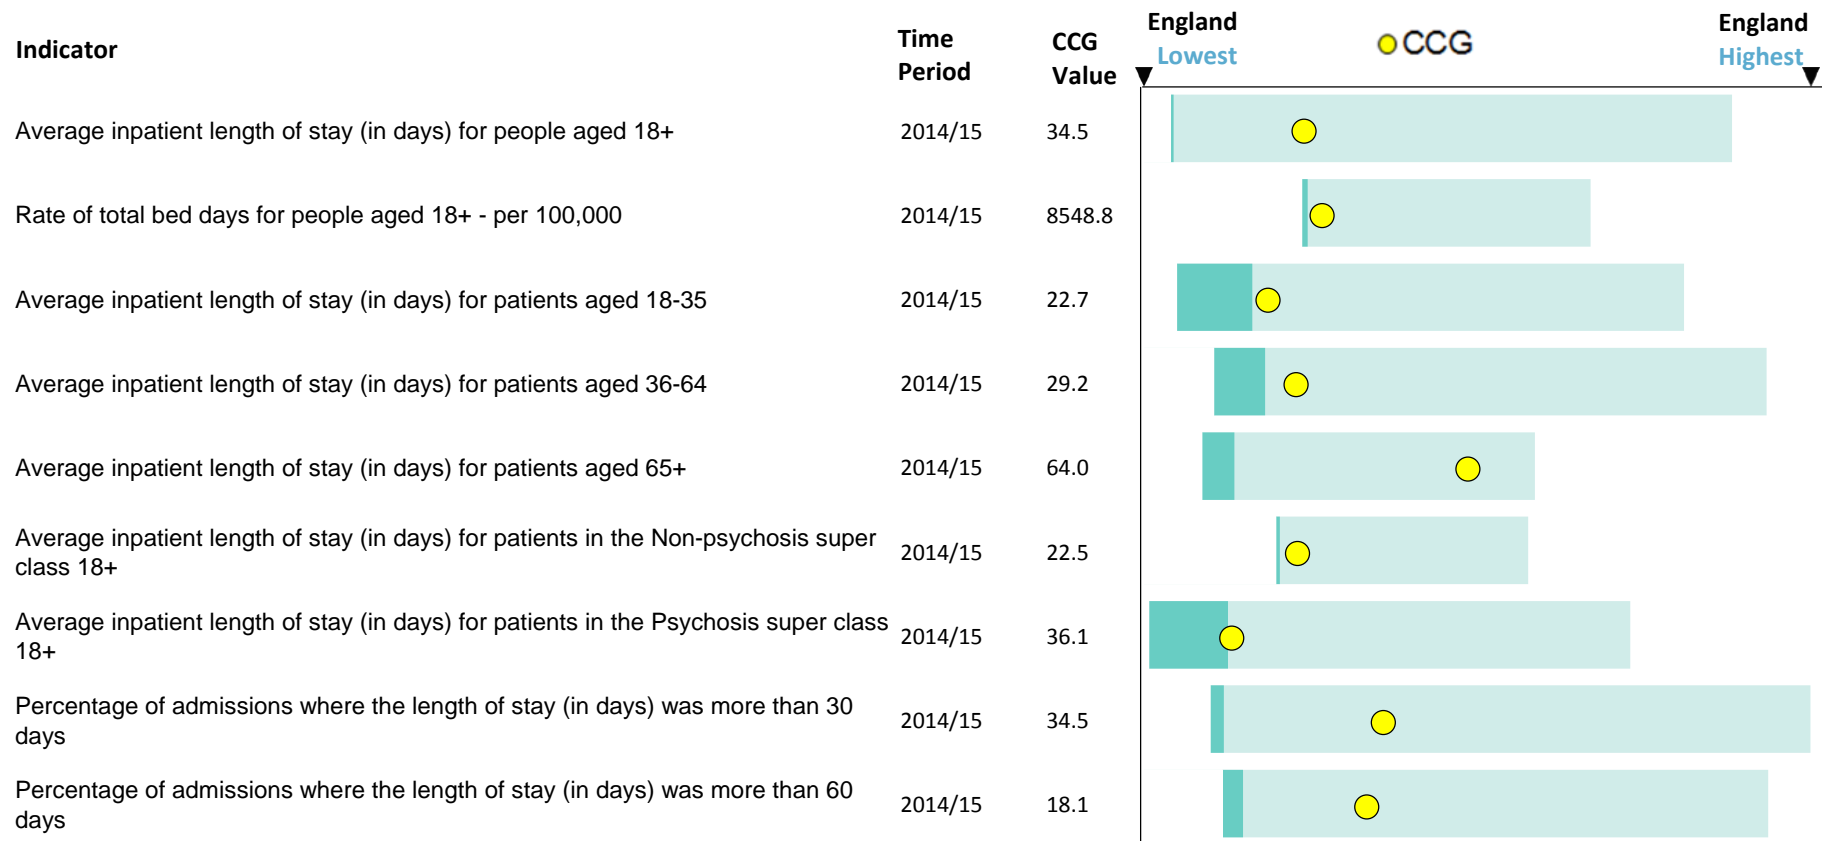 Indicator
Time Period
CCG Value
England Lowest
CCG
England Highest
Average inpatient length of stay (in days) for people aged 18+ 2014/15 34.5
Rate of total bed days for people aged 18+ - per 100,000 2014/15 8548.8
Average inpatient length of stay (in days) for patients aged 18-35 2014/15 22.7
Average inpatient length of stay (in days) for patients aged 36-64 2014/15 29.2
Average inpatient length of stay (in days) for patients aged 65+ 2014/15 64.0
Average inpatient length of stay (in days) for patients in the Non-psychosis super
class 18+ 2014/15 22.5
Average inpatient length of stay (in days) for patients in the Psychosis super class
18+ 2014/15 36.1
Percentage of admissions where the length of stay (in days) was more than 30
days 2014/15 34.5
Percentage of admissions where the length of stay (in days) was more than 60
days 2014/15 18.1